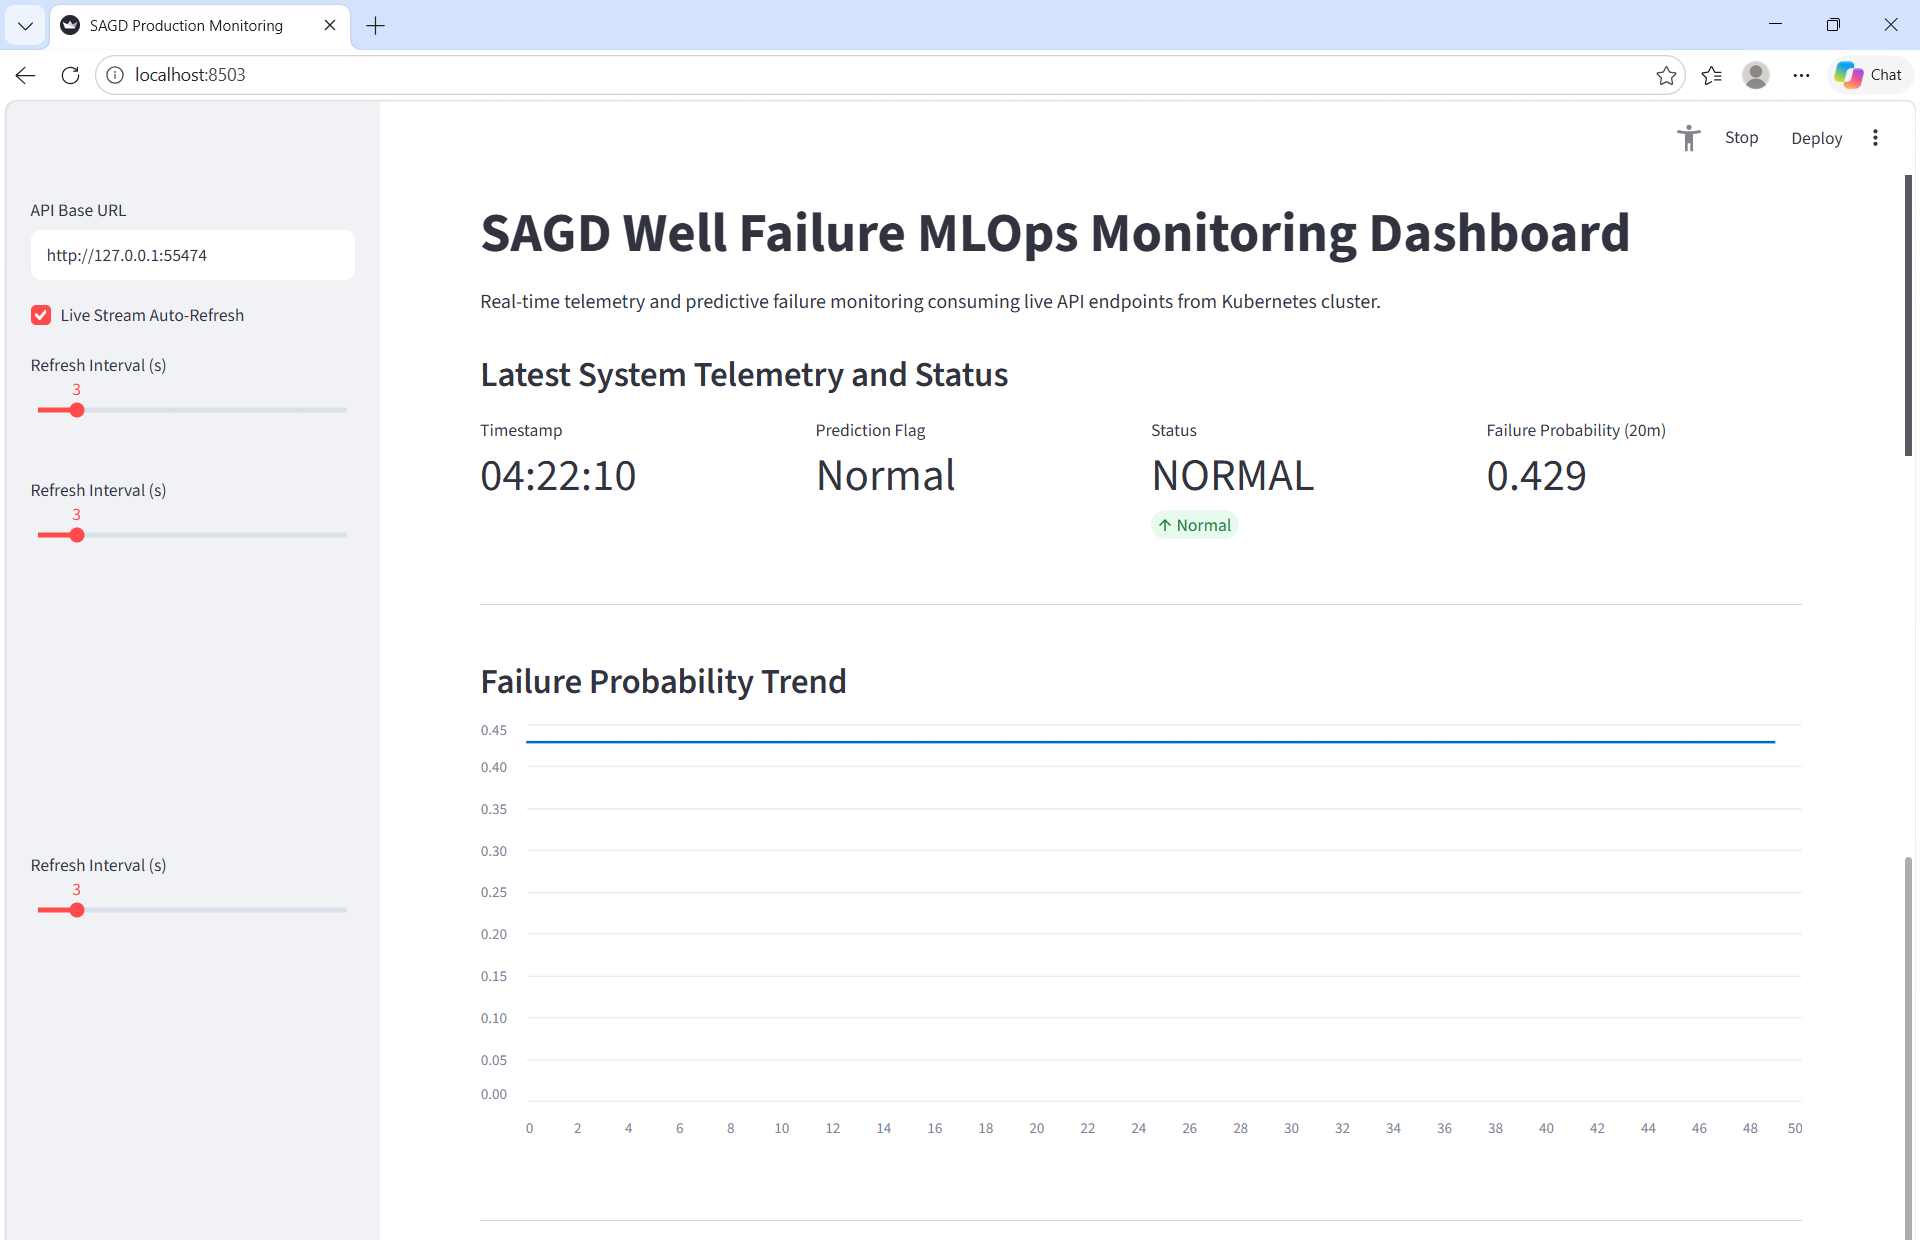 SAGD Production Monitoring
localhost:8503
Chat
Stop
Deploy
API Base URL
http://127.0.0.1:55474
Live Stream Auto-Refresh
Refresh Interval (s)
3
Refresh Interval (s)
3
Refresh Interval (s)
3
SAGD Well Failure MLOps Monitoring Dashboard
Real-time telemetry and predictive failure monitoring consuming live API endpoints from Kubernetes cluster.
Latest System Telemetry and Status
Timestamp
04:22:10
Prediction Flag
Normal
Status
NORMAL
↑ Normal
Failure Probability (20m)
0.429
Failure Probability Trend
0.45
0.40
0.35
0.30
0.25
0.20
0.15
0.10
0.05
0.00
0 2 4 6 8 10 12 14 16 18 20 22 24 26 28 30 32 34 36 38 40 42 44 46 48 50